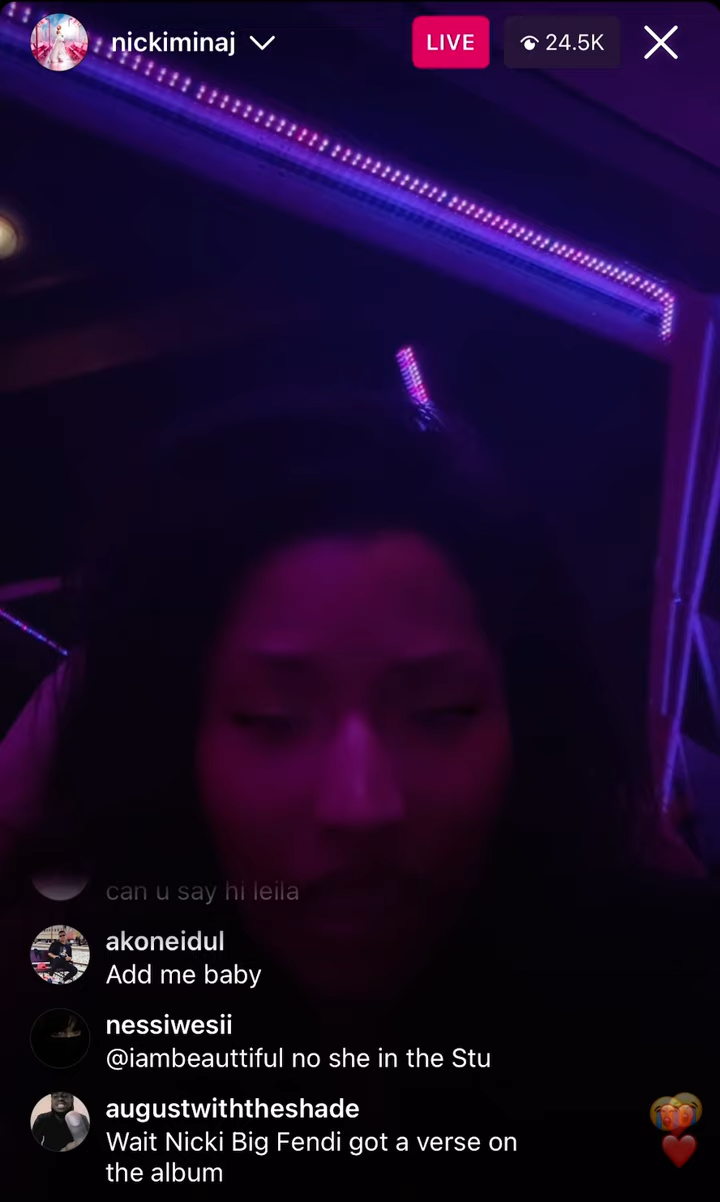 nickiminaj
LIVE
24.5K
can u say hi leila
akoneidul
Add me baby
nessiwesii
@iambeauttiful no she in the Stu
augustwiththeshade
Wait Nicki Big Fendi got a verse on
the album